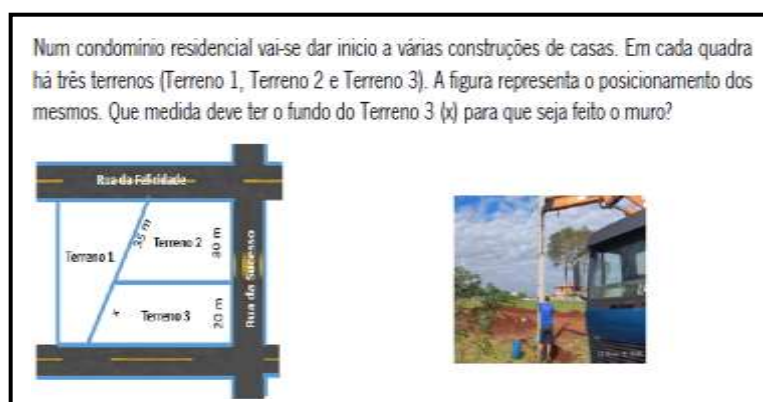 Num condomínio residencial vai-se dar início a várias construções de casas. Em cada quadra
há três terrenos (Terreno 1, Terreno 2 e Terreno 3). A figura representa o posicionamento dos
mesmos. Que medida deve ter o fundo do Terreno 3 (x) para que seja feito o muro?
Rua da Felicidade
35 m
Terreno 2
30 m
Terreno 1
Rua da Sucesso
x
Terreno 3
20 m